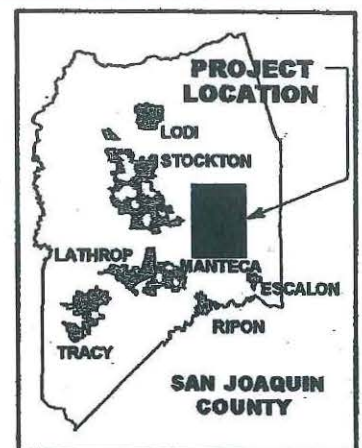 PROJECT
LOCATION
LODI
STOCKTON
LATHROP
MANTECA
ESCALON
RIPON
TRACY
SAN JOAQUIN
COUNTY